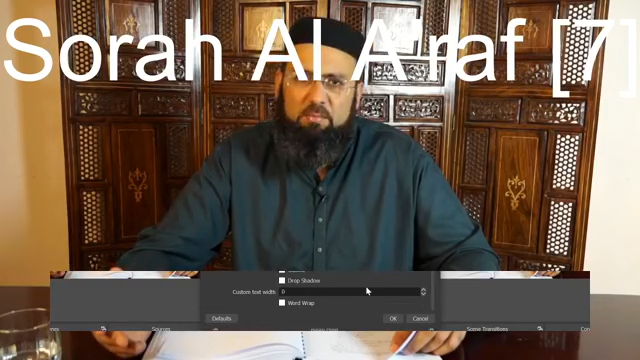 Sorah Al A'raf [7]
Drop Shadow
Custom text width 0
Word Wrap
Defaults OK Cancel
Sources Scene Transitions